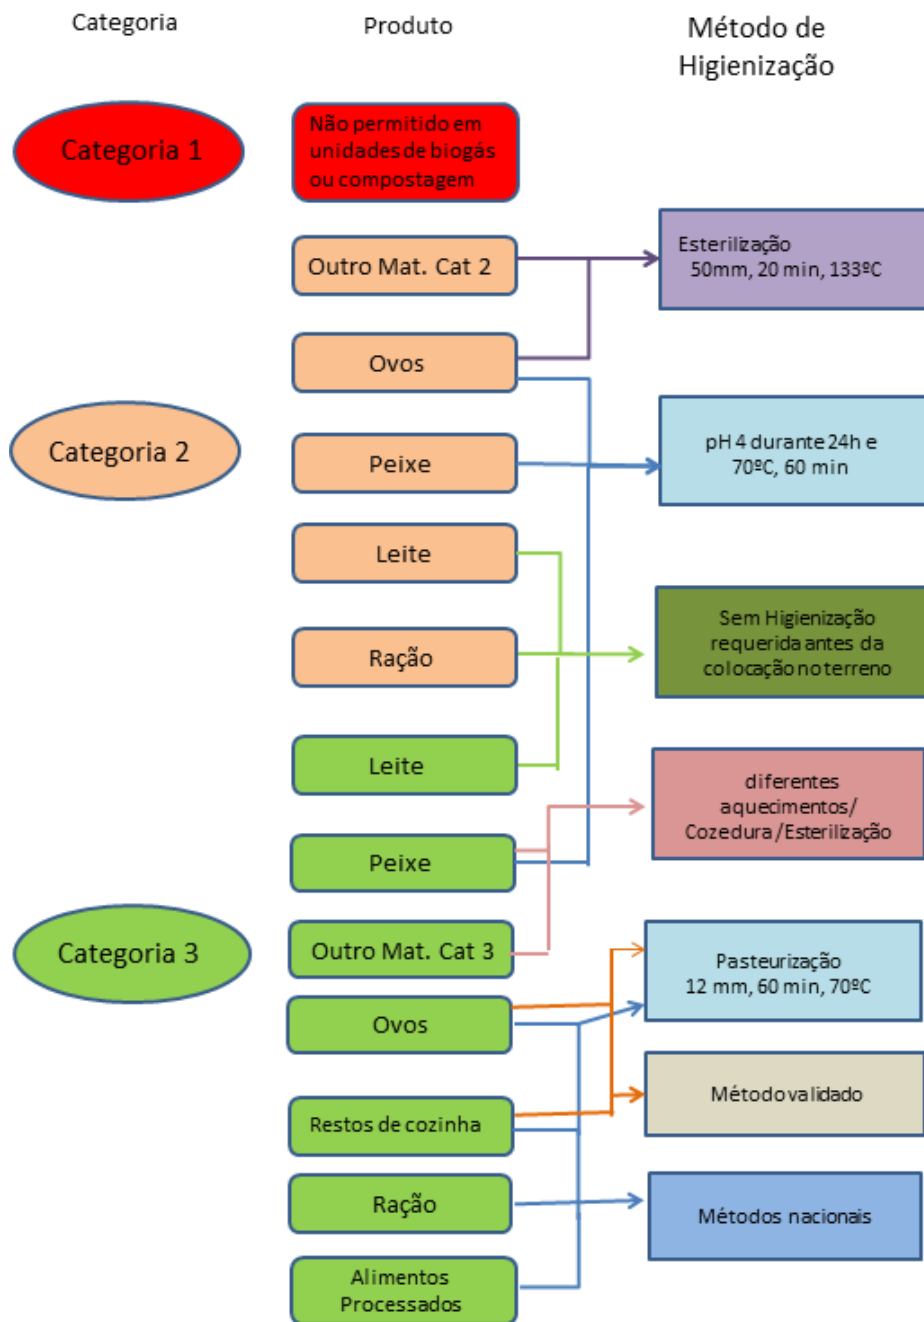 Categoria
Produto
Método de
Higienização
Categoria 1
Não permitido em
unidades de biogás
ou compostagem
Outro Mat. Cat 2
Esterilização
50mm, 20 min, 133ºC
Ovos
Categoria 2
Peixe
pH 4 durante 24h e
70ºC, 60 min
Leite
Ração
Sem Higienização
requerida antes da
colocação no terreno
Leite
diferentes
aquecimentos/
Cozedura /Esterilização
Peixe
Categoria 3
Outro Mat. Cat 3
Pasteurização
12 mm, 60 min, 70ºC
Ovos
Restos de cozinha
Método validado
Ração
Métodos nacionais
Alimentos
Processados